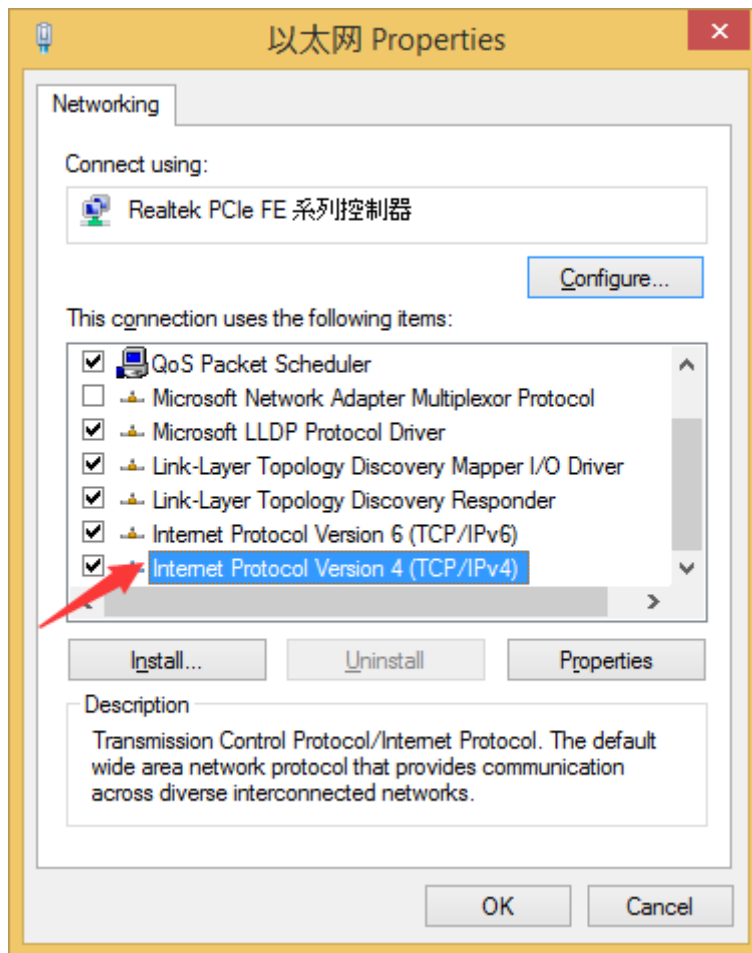 以太网 Properties
Networking
Connect using:
Realtek PCIe FE 系列控制器
Configure...
This connection uses the following items:
QoS Packet Scheduler
Microsoft Network Adapter Multiplexor Protocol
Microsoft LLDP Protocol Driver
Link-Layer Topology Discovery Mapper I/O Driver
Link-Layer Topology Discovery Responder
Internet Protocol Version 6 (TCP/IPv6)
Internet Protocol Version 4 (TCP/IPv4)
Install... Uninstall Properties
Description
Transmission Control Protocol/Internet Protocol. The default
wide area network protocol that provides communication
across diverse interconnected networks.
OK Cancel